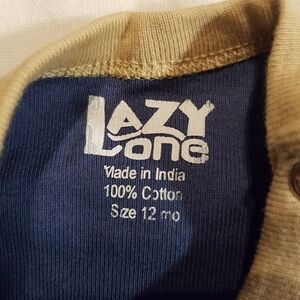 LAZY
One
Made in India
100% Cotton
Size 12 mo